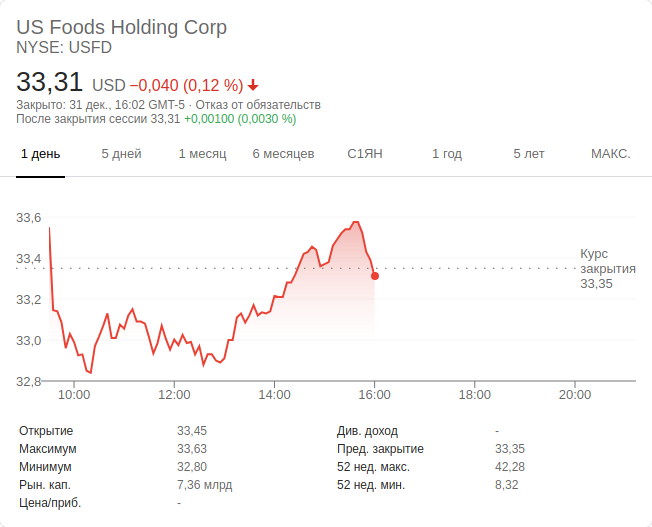 US Foods Holding Corp
NYSE: USFD
33,31 USD −0,040 (0,12 %)
Закрыто: 31 дек., 16:02 GMT-5 · Отказ от обязательств
После закрытия сессии 33,31 +0,00100 (0,0030 %)
1 день 5 дней 1 месяц 6 месяцев С1ЯН 1 год 5 лет МАКС.
33,6
33,4
33,2
33,0
32,8
Курс
закрытия
33,35
10:00 12:00 14:00 16:00 18:00 20:00
Открытие 33,45 Див. доход -
Максимум 33,63 Пред. закрытие 33,35
Минимум 32,80 52 нед. макс. 42,28
Рын. кап. 7,36 млрд 52 нед. мин. 8,32
Цена/приб. -